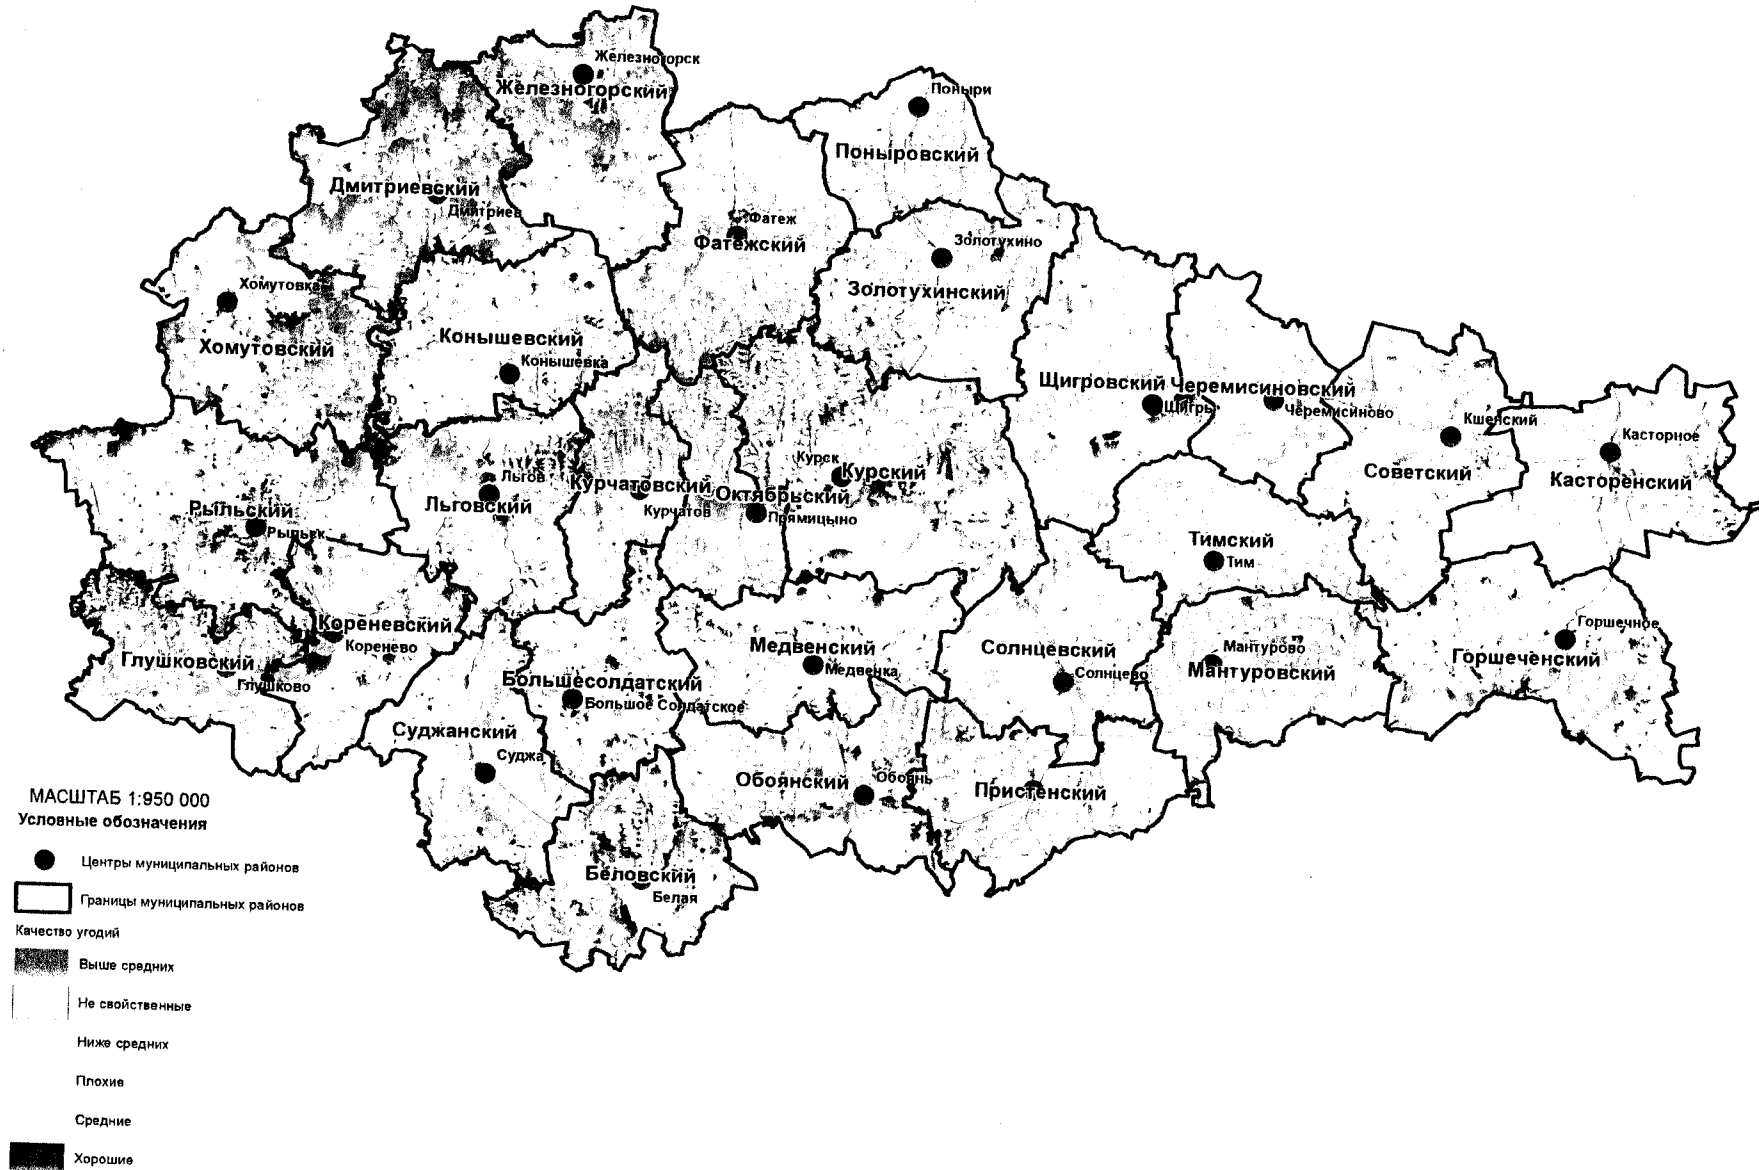 Железногорск
Железногорский
Поныри
Поныровский
Дмитриевский
Дмитриев
Фатеж
Фатежский
Золотухино
Золотухинский
Хомутовка
Хомутовский
Конышевский
Конышевка
Щигровский
Щигры
Черемисиновский
Черемисиново
Кшенский
Советский
Касторное
Касторенский
Рыльский
Рыльск
Льгов
Льговский
Курчатовский
Курчатов
Октябрьский
Прямицыно
Курск
Курский
Тимский
Тим
Кореневский
Коренево
Глушковский
Глушково
Большесолдатский
Большое Солдатское
Медвенский
Медвенка
Солнцевский
Солнцево
Мантурово
Мантуровский
Горшечное
Горшеченский
Суджанский
Суджа
Обоянский
Обоянь
Пристенский
Беловский
Белая
МАСШТАБ 1:950 000
Условные обозначения
Центры муниципальных районов
Границы муниципальных районов
Качество угодий
Выше средних
Не свойственные
Ниже средних
Плохие
Средние
Хорошие